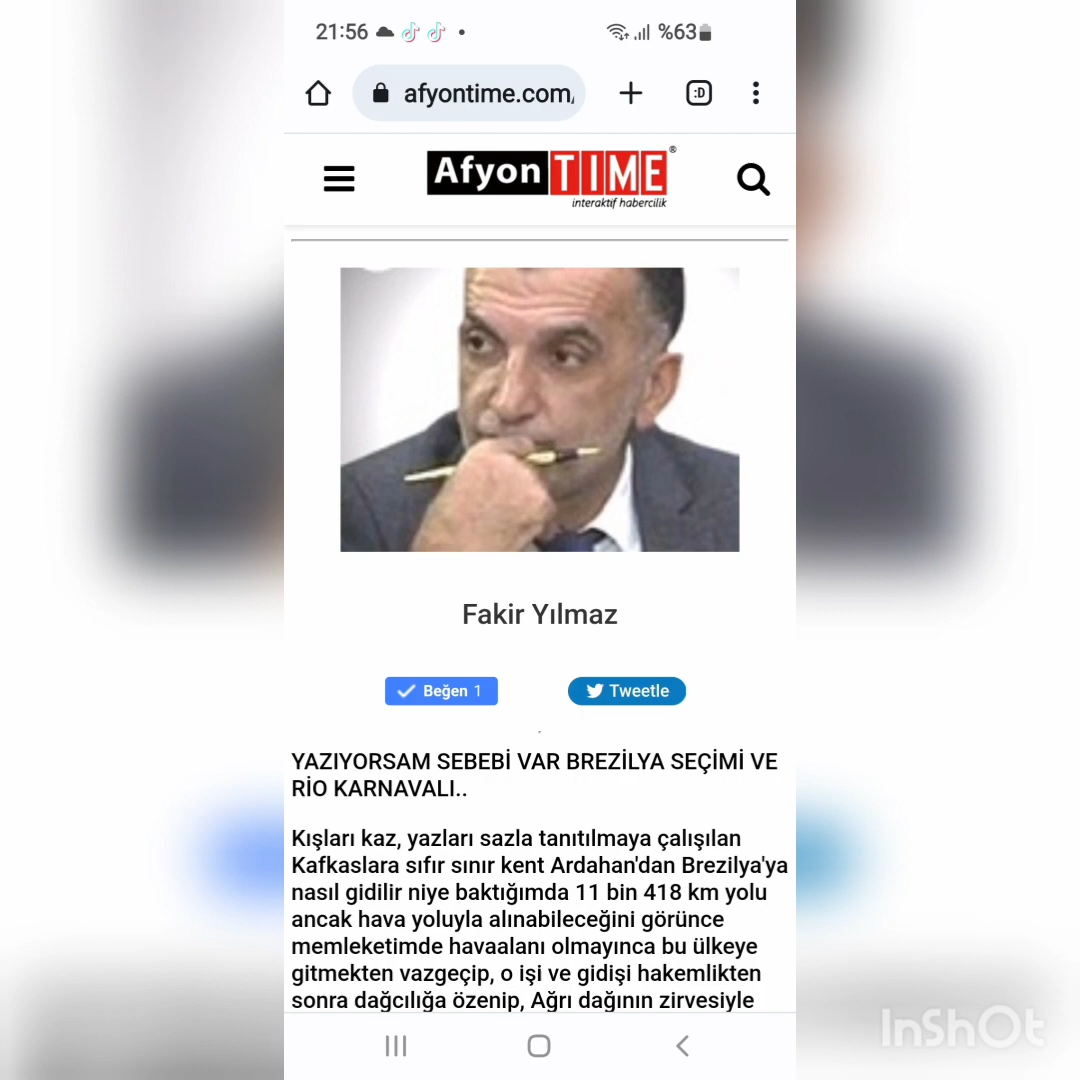 21:56 %63
afyontime.com/
Afyon TIME®
interaktif habercilik
Fakir Yılmaz
Beğen 1 Tweetle
YAZIYORSAM SEBEBİ VAR BREZİLYA SEÇİMİ VE
RİO KARNAVALI..
Kışları kaz, yazları sazla tanıtılmaya çalışılan
Kafkaslara sıfır sınır kent Ardahan'dan Brezilya'ya
nasıl gidilir niye baktığımda 11 bin 418 km yolu
ancak hava yoluyla alınabileceğini görünce
memleketimde havaalanı olmayınca bu ülkeye
gitmekten vazgeçip, o işi ve gidişi hakemlikten
sonra dağcılığa özenip, Ağrı dağının zirvesiyle
InShOt